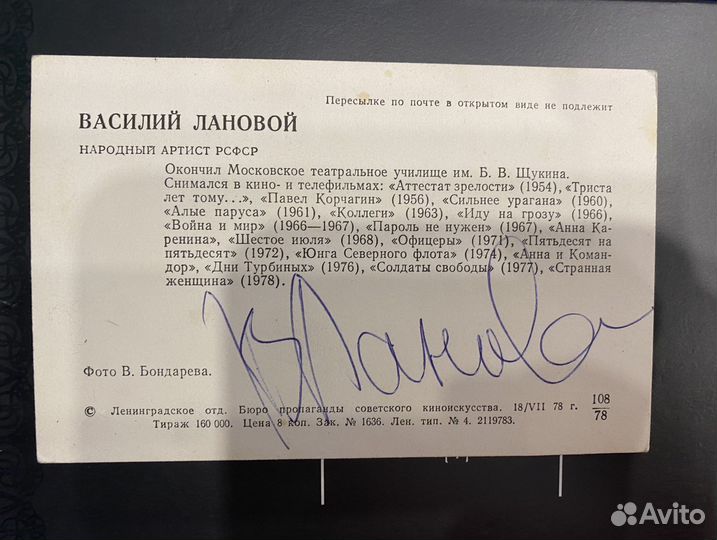 Пересылке по почте в открытом виде не подлежит
ВАСИЛИЙ ЛАНОВОЙ
НАРОДНЫЙ АРТИСТ РСФСР
Окончил Московское театральное училище им. Б. В. Щукина.
Снимался в кино- и телефильмах: «Аттестат зрелости» (1954), «Триста
лет тому...», «Павел Корчагин» (1956), «Сильнее урагана» (1960),
«Алые паруса» (1961), «Коллеги» (1963), «Иду на грозу» (1966),
«Война и мир» (1966—1967), «Пароль не нужен» (1967), «Анна Ка-
ренина», «Шестое июля» (1968), «Офицеры» (1971), «Пятьдесят на
пятьдесят» (1972), «Юнга Северного флота» (1974), «Анна и Коман-
дор», «Дни Турбиных» (1976), «Солдаты свободы» (1977), «Странная
женщина» (1978).
В Лановой
Фото В. Бондарева.
© Ленинградское отд. Бюро пропаганды советского киноискусства. 18/VII 78 г. 108/78
Тираж 160 000. Цена 8 коп. Зак. № 1636. Лен. тип. № 4. 2119783.
Avito